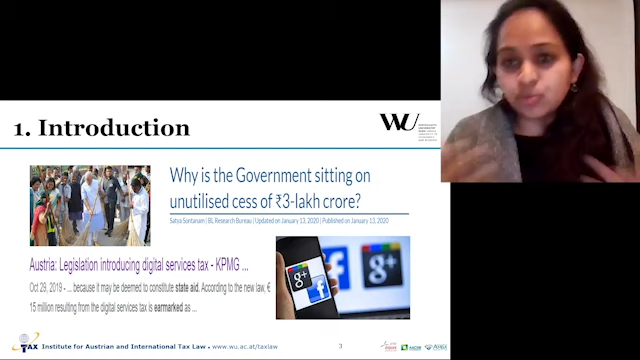 1. Introduction
WU
Why is the Government sitting on
unutilised cess of ₹3-lakh crore?
Satya Sontanam | BL Research Bureau | Updated on January 13, 2020 | Published on January 13, 2020
Austria: Legislation introducing digital services tax - KPMG ...
Oct 29, 2019 - ... because it may be deemed to constitute state aid. According to the new law, €
15 million resulting from the digital services tax is earmarked as ...
g+
f
g+
f
TAX Institute for Austrian and International Tax Law • www.wu.ac.at/taxlaw 3